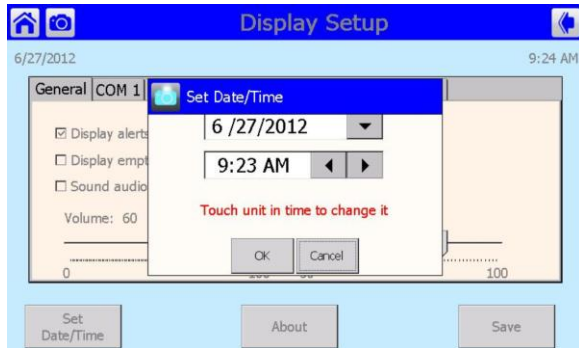 Display Setup
6/27/2012 9:24 AM
General COM 1
Set Date/Time
Display alerts
6 /27/2012
Display empt
9:23 AM
Sound audio
Volume: 60
Touch unit in time to change it
OK Cancel
0 100
Set Date/Time
About
Save